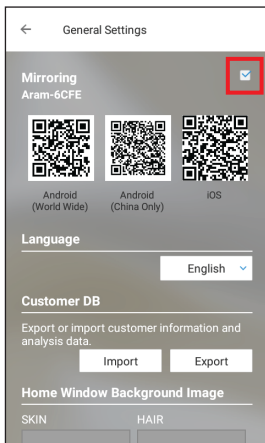 General Settings
Mirroring
Aram-6CFE
Android
(World Wide)
Android
(China Only)
iOS
Language
English
Customer DB
Export or import customer information and
analysis data.
Import
Export
Home Window Background Image
SKIN
HAIR